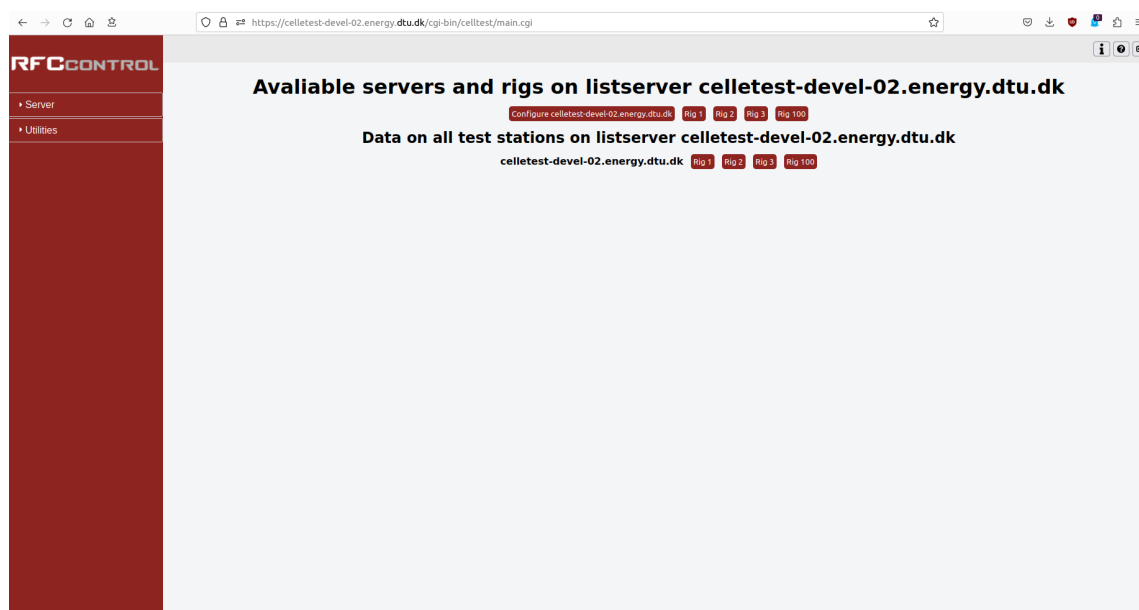 https://celletest-devel-02.energy.dtu.dk/cgi-bin/celltest/main.cgi
RFCCONTROL
Server
Utilities
Avaliable servers and rigs on listserver celletest-devel-02.energy.dtu.dk
Configure celletest-devel-02.energy.dtu.dk Rig 1 Rig 2 Rig 3 Rig 100
Data on all test stations on listserver celletest-devel-02.energy.dtu.dk
celletest-devel-02.energy.dtu.dk Rig 1 Rig 2 Rig 3 Rig 100